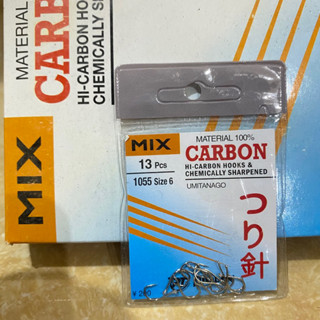 MATERIAL
CARB
HI-CARBON HO
CHEMICALLY S
MIX
MATERIAL 100%
MIX
CARBON
13 Pcs
HI-CARBON HOOKS &
CHEMICALLY SHARPENED
1055 Size 6
UMITANAGO
つり針